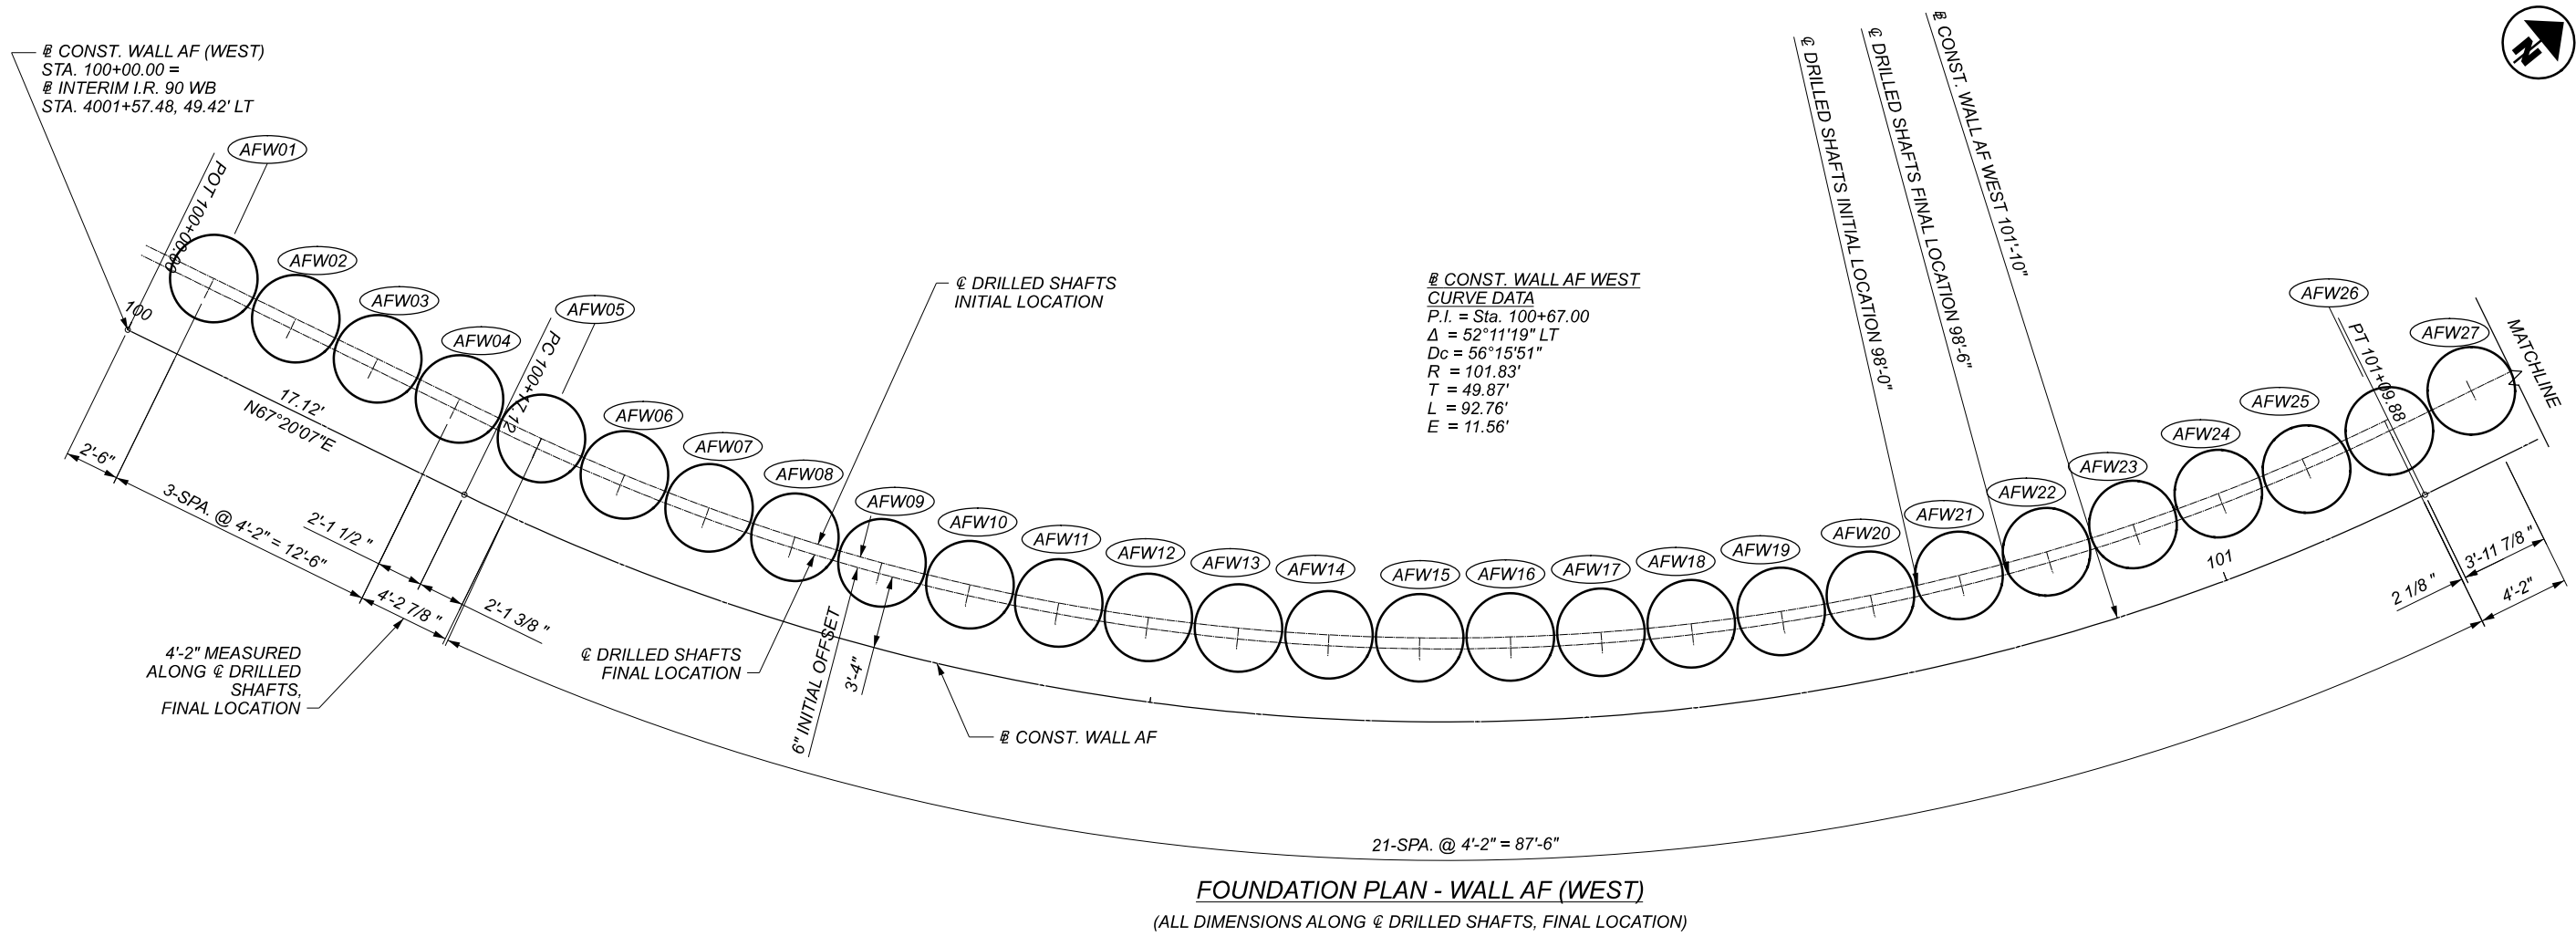 ℄ CONST. WALL AF (WEST)
STA. 100+00.00 =
℄ INTERIM I.R. 90 WB
STA. 4001+57.48, 49.42' LT
N
POT 100+00.00
100
AFW01
AFW02
AFW03
AFW04
AFW05
PC 100+17.12
AFW06
AFW07
AFW08
AFW09
AFW10
AFW11
AFW12
AFW13
AFW14
AFW15
AFW16
AFW17
AFW18
AFW19
AFW20
AFW21
AFW22
AFW23
AFW24
AFW25
AFW26
AFW27
PT 101+09.88
MATCHLINE
17.12'
N67°20'07"E
℄ DRILLED SHAFTS
INITIAL LOCATION
℄ CONST. WALL AF WEST
CURVE DATA
P.I. = Sta. 100+67.00
Δ = 52°11'19" LT
Dc = 56°15'51"
R = 101.83'
T = 49.87'
L = 92.76'
E = 11.56'
℄ DRILLED SHAFTS INITIAL LOCATION 98'-0"
℄ DRILLED SHAFTS FINAL LOCATION 98'-6"
℄ CONST. WALL AF WEST 101'-10"
2'-6"
3-SPA. @ 4'-2" = 12'-6"
2'-1 1/2 "
4'-2 7/8 "
2'-1 3/8 "
4'-2" MEASURED
ALONG ℄ DRILLED
SHAFTS,
FINAL LOCATION
℄ DRILLED SHAFTS
FINAL LOCATION
6" INITIAL OFFSET
3'-4"
℄ CONST. WALL AF
101
2 1/8 "
3'-11 7/8 "
4'-2"
21-SPA. @ 4'-2" = 87'-6"
FOUNDATION PLAN - WALL AF (WEST)
(ALL DIMENSIONS ALONG ℄ DRILLED SHAFTS, FINAL LOCATION)